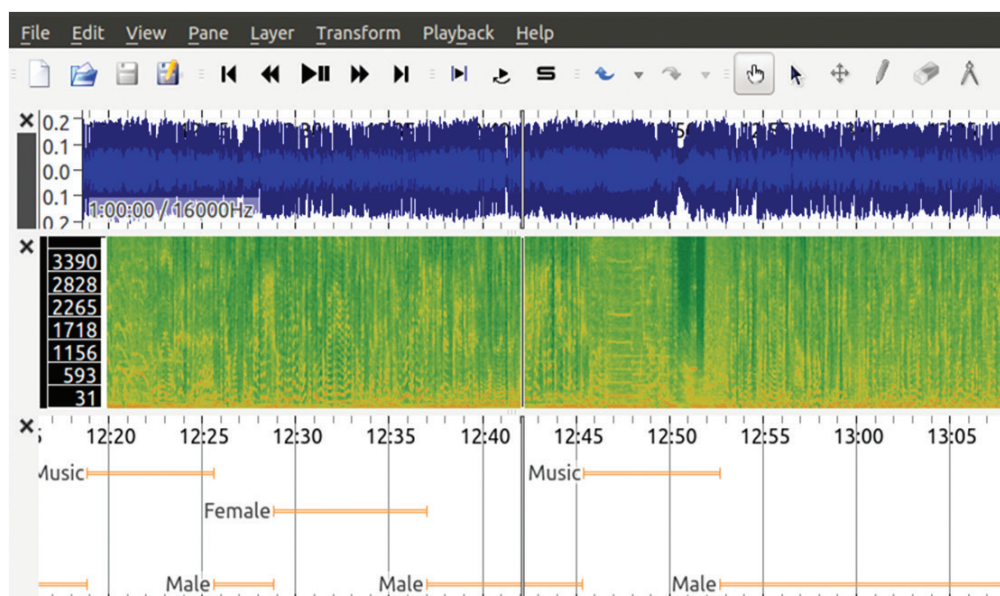 File Edit View Pane Layer Transform Playback Help
0.2
0.1
0.0
0.1
0.2
1:00:00 / 16000Hz
3390
2828
2265
1718
1156
593
31
12:20 12:25 12:30 12:35 12:40 12:45 12:50 12:55 13:00 13:05
Music Music
Female
Male Male Male